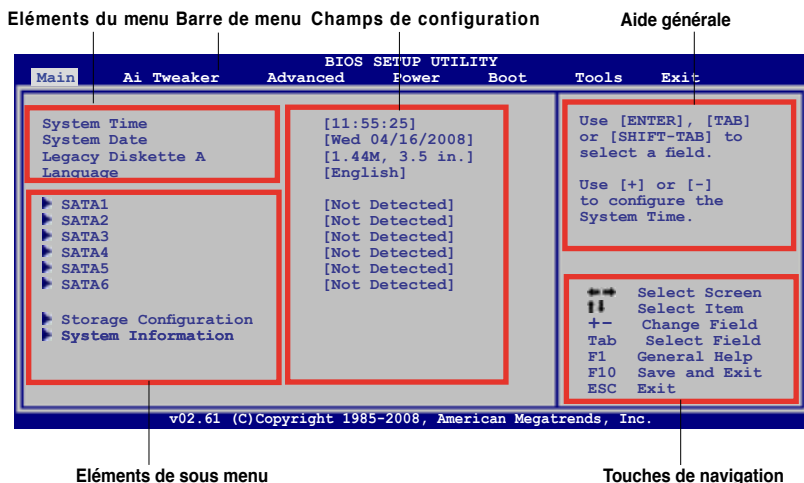 Eléments du menu Barre de menu Champs de configuration Aide générale
BIOS SETUP UTILITY
Main Ai Tweaker Advanced Power Boot Tools Exit
System Time [11:55:25]
System Date [Wed 04/16/2008]
Legacy Diskette A [1.44M, 3.5 in.]
Language [English]
SATA1 [Not Detected]
SATA2 [Not Detected]
SATA3 [Not Detected]
SATA4 [Not Detected]
SATA5 [Not Detected]
SATA6 [Not Detected]
Storage Configuration
System Information
Use [ENTER], [TAB]
or [SHIFT-TAB] to
select a field.
Use [+] or [-]
to configure the
System Time.
Select Screen
Select Item
+- Change Field
Tab Select Field
F1 General Help
F10 Save and Exit
ESC Exit
v02.61 (C)Copyright 1985-2008, American Megatrends, Inc.
Eléments de sous menu Touches de navigation